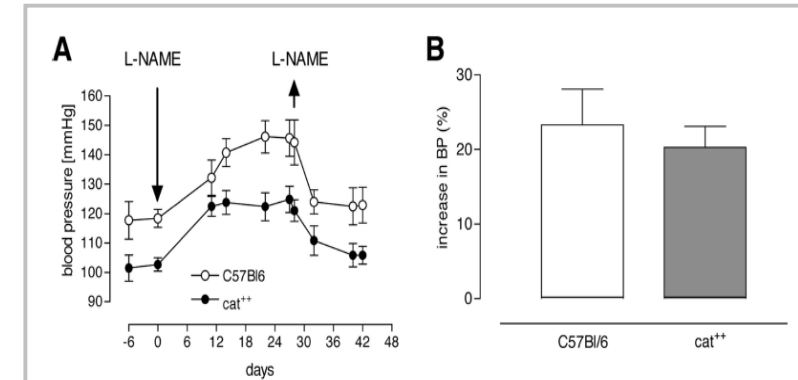 A
L-NAME
L-NAME
blood pressure [mmHg]
160
150
140
130
120
110
100
90
C57Bl6
cat++
-6 0 6 12 18 24 30 36 42 48
days
B
increase in BP (%)
30
20
10
0
C57Bl/6
cat++